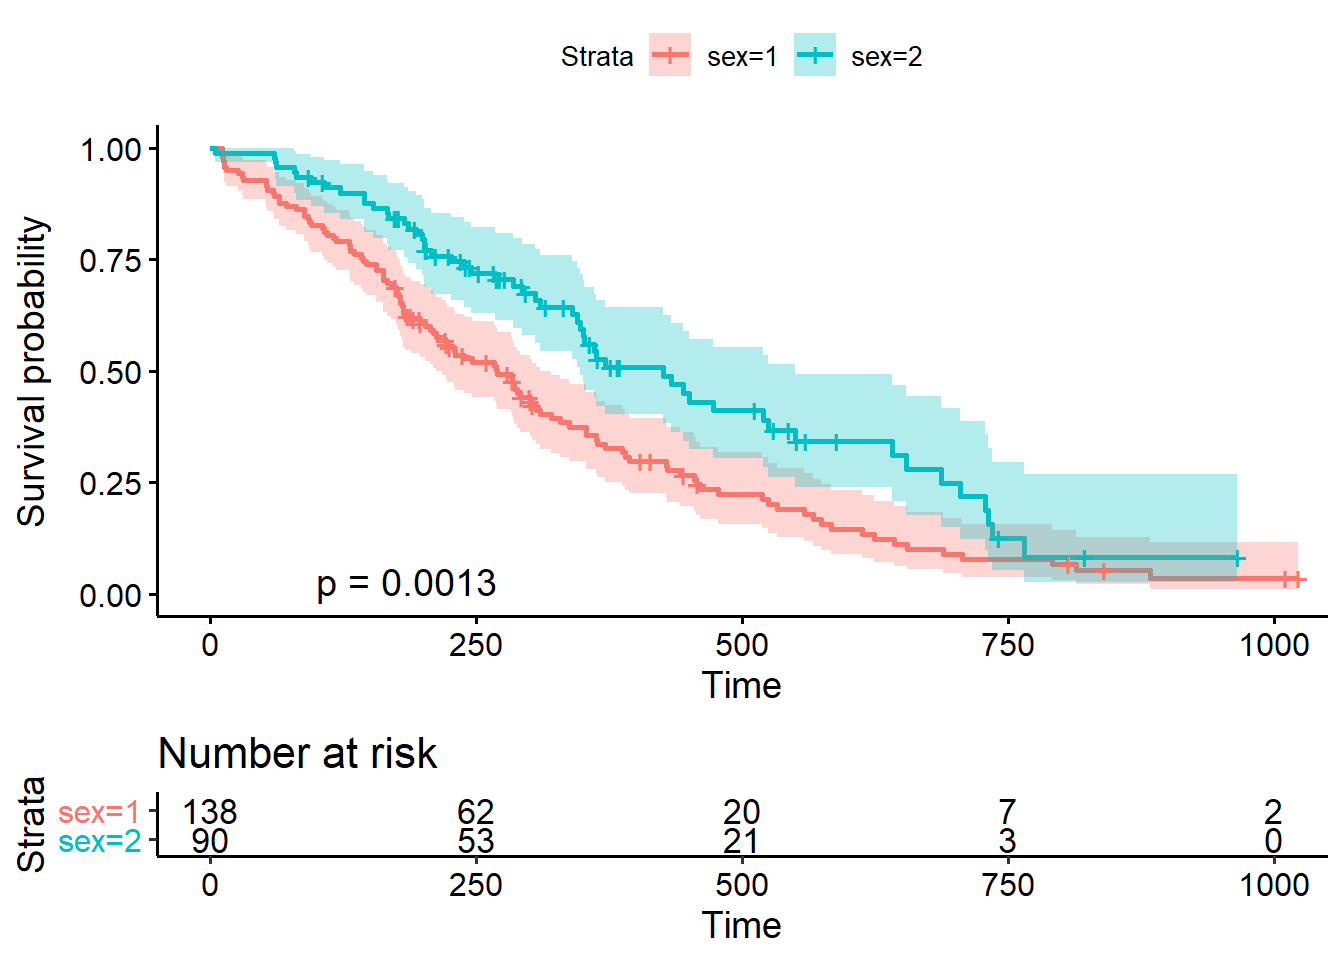 Strata sex=1 sex=2
Survival probability
1.00
0.75
0.50
0.25
0.00
p = 0.0013
0 250 500 750 1000
Time
Number at risk
Strata
sex=1 138 62 20 7 2
sex=2 90 53 21 3 0
0 250 500 750 1000
Time